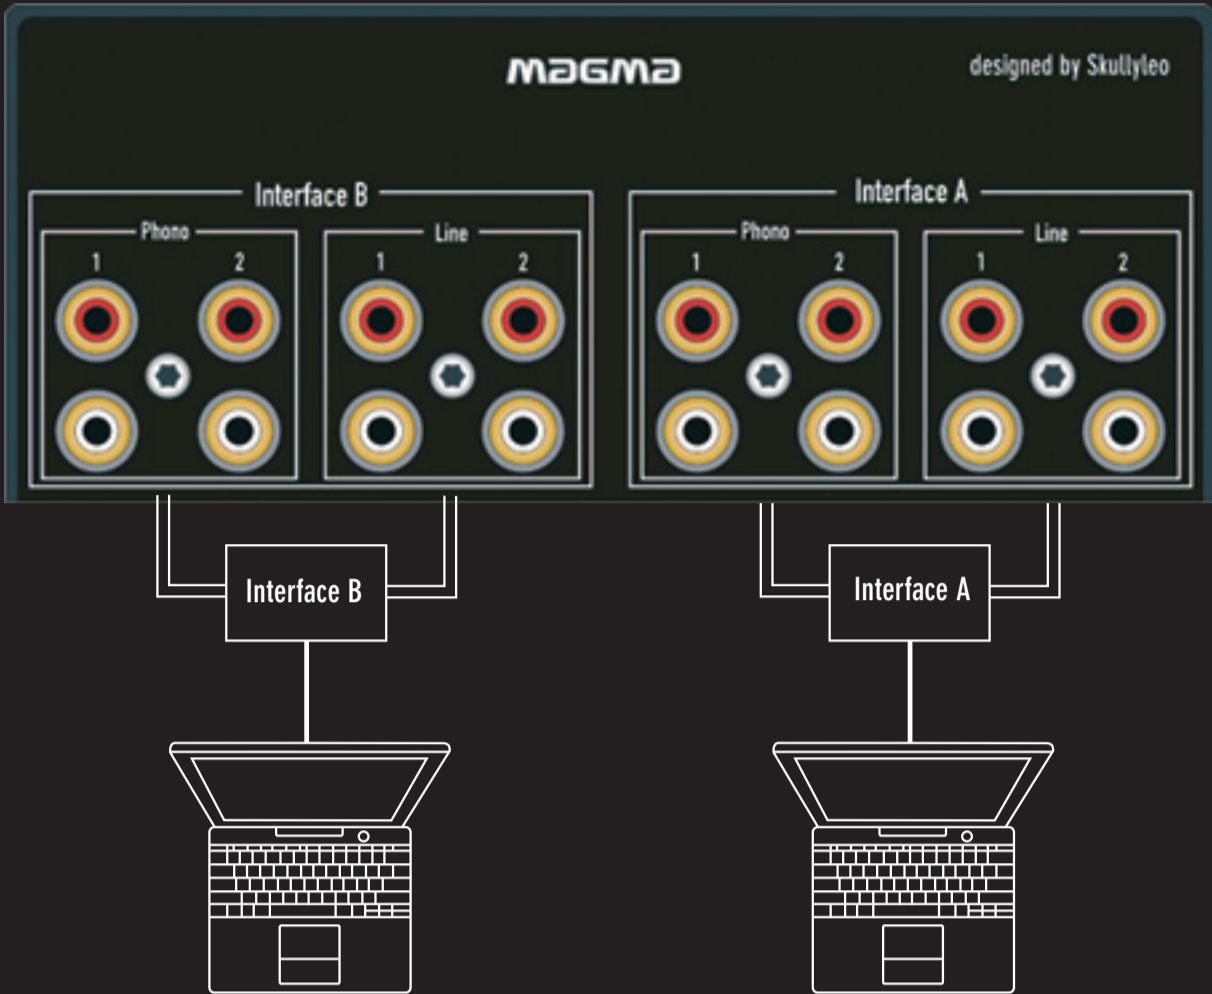 magma
designed by Skullyleo
Interface B
Interface A
Phono
Line
Phono
Line
1 2 1 2 1 2 1 2
Interface B
Interface A